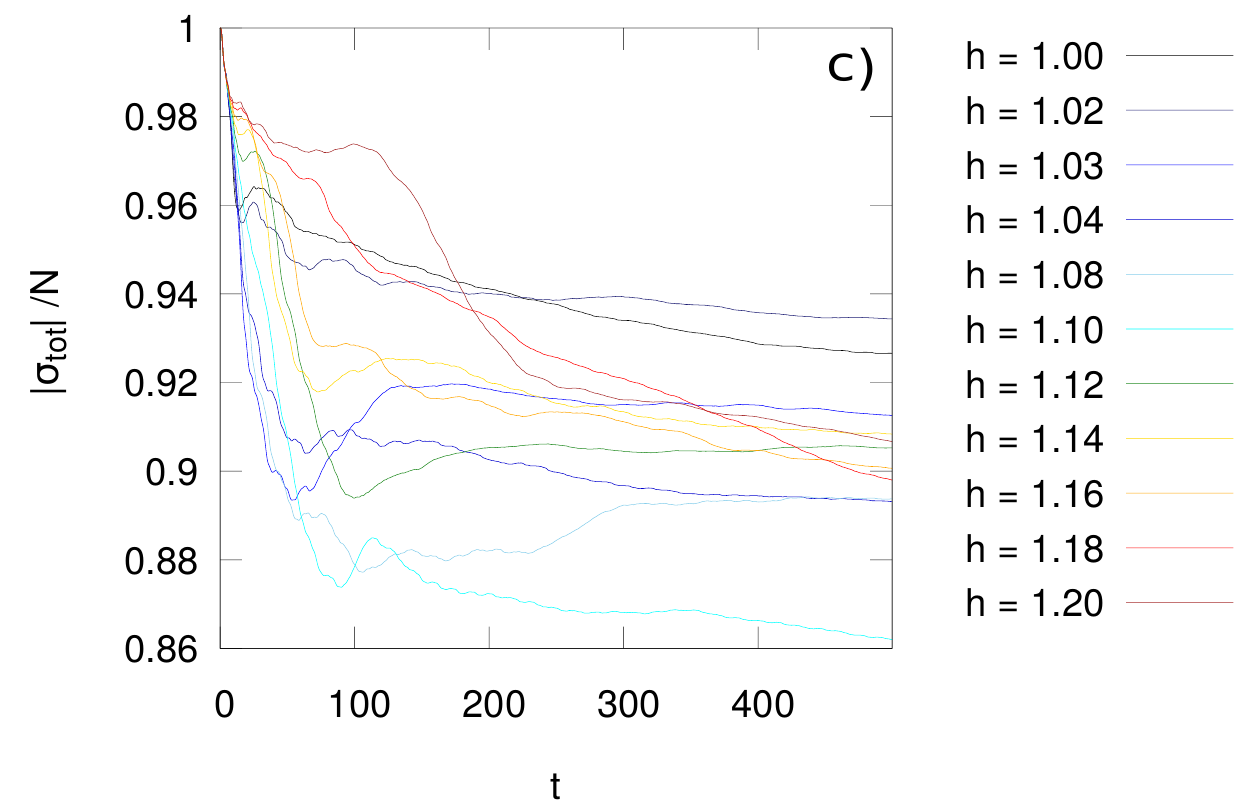 c)
1
0.98
0.96
0.94
0.92
0.9
0.88
0.86
|σtot| /N
0 100 200 300 400
t
h = 1.00
h = 1.02
h = 1.03
h = 1.04
h = 1.08
h = 1.10
h = 1.12
h = 1.14
h = 1.16
h = 1.18
h = 1.20